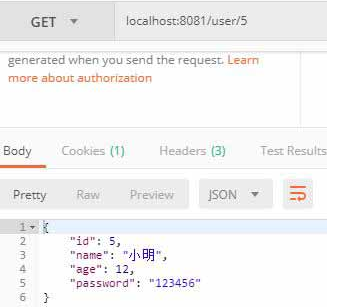 GET localhost:8081/user/5
generated when you send the request. Learn
more about authorization
Body Cookies (1) Headers (3) Test Results
Pretty Raw Preview JSON
1 {
2 "id": 5,
3 "name": "小明",
4 "age": 12,
5 "password": "123456"
6 }